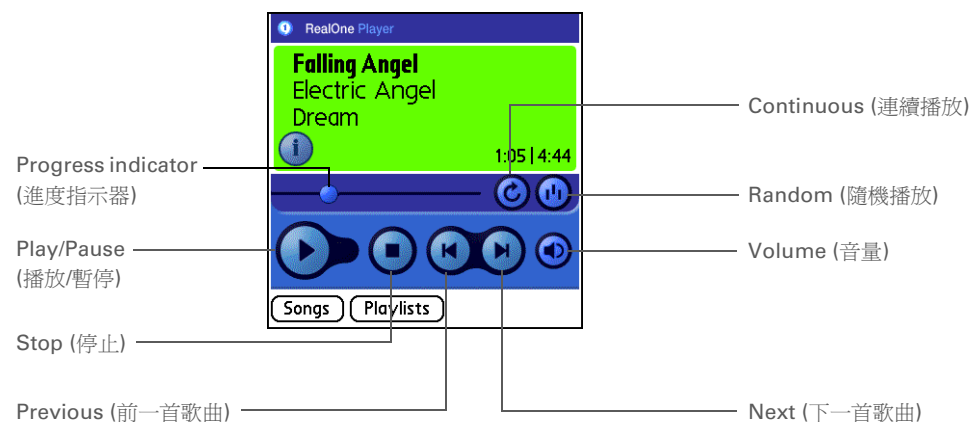 RealOne Player
Falling Angel
Electric Angel
Dream
i
1:05 | 4:44
Songs
Playlists
Progress indicator
(進度指示器)
Play/Pause
(播放/暫停)
Stop (停止)
Previous (前一首歌曲)
Continuous (連續播放)
Random (隨機播放)
Volume (音量)
Next (下一首歌曲)